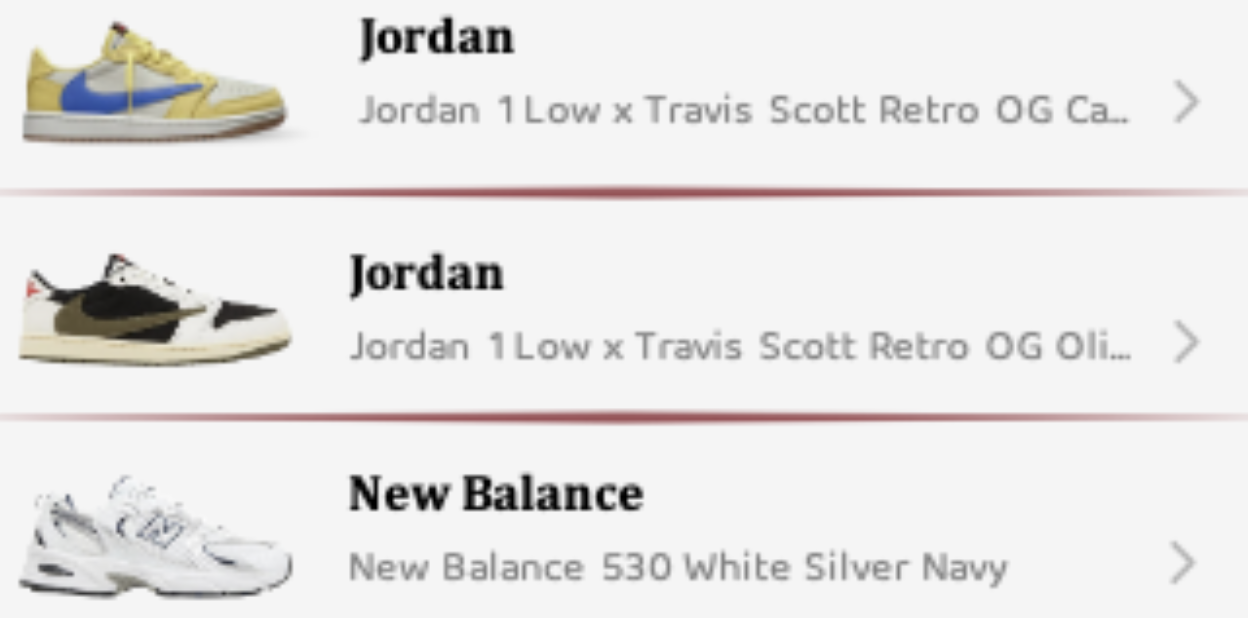 Jordan
Jordan 1 Low x Travis Scott Retro OG Ca...
Jordan
Jordan 1 Low x Travis Scott Retro OG Oli...
New Balance
New Balance 530 White Silver Navy